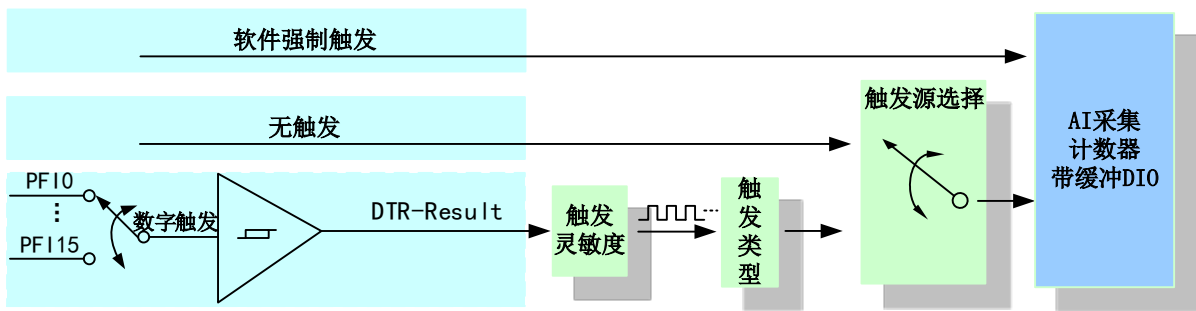 软件强制触发
无触发
PFI0
PFI15
数字触发
DTR-Result
触发
灵敏度
触
发
类
型
触发源选择
AI采集
计数器
带缓冲DIO